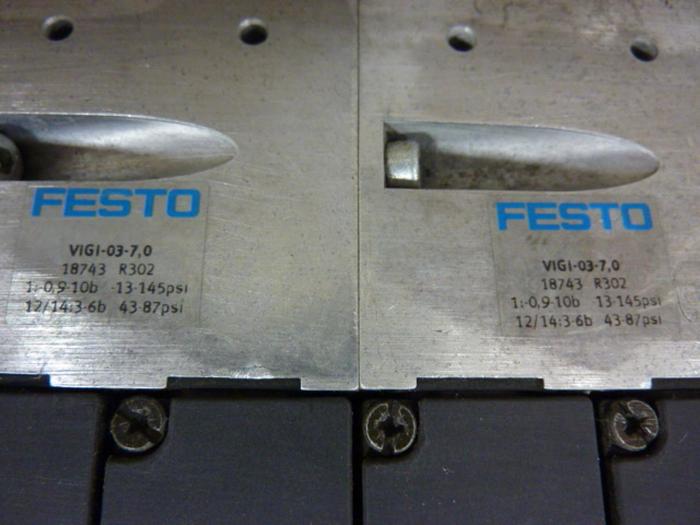 FESTO
VIGI-03-7,0
18743 R302
1:-0,9-10b -13-145psi
12/14:3-6b 43-87psi
FESTO
VIGI-03-7,0
18743 R302
1:-0,9-10b 13-145psi
12/14:3-6b 43-87psi